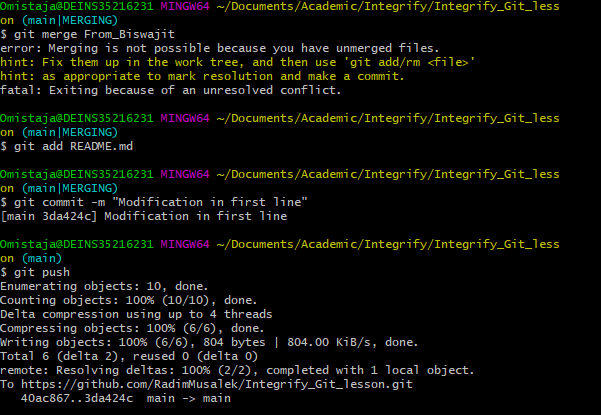 Omistaja@DEINS35216231 MINGW64 ~/Documents/Academic/Integrify/Integrify_Git_less
on (main|MERGING)
$ git merge From_Biswajit
error: Merging is not possible because you have unmerged files.
hint: Fix them up in the work tree, and then use 'git add/rm <file>'
hint: as appropriate to mark resolution and make a commit.
fatal: Exiting because of an unresolved conflict.
Omistaja@DEINS35216231 MINGW64 ~/Documents/Academic/Integrify/Integrify_Git_less
on (main|MERGING)
$ git add README.md
Omistaja@DEINS35216231 MINGW64 ~/Documents/Academic/Integrify/Integrify_Git_less
on (main|MERGING)
$ git commit -m "Modification in first line"
[main 3da424c] Modification in first line
Omistaja@DEINS35216231 MINGW64 ~/Documents/Academic/Integrify/Integrify_Git_less
on (main)
$ git push
Enumerating objects: 10, done.
Counting objects: 100% (10/10), done.
Delta compression using up to 4 threads
Compressing objects: 100% (6/6), done.
Writing objects: 100% (6/6), 804 bytes | 804.00 KiB/s, done.
Total 6 (delta 2), reused 0 (delta 0)
remote: Resolving deltas: 100% (2/2), completed with 1 local object.
To https://github.com/RadimMusalek/Integrify_Git_lesson.git
   40ac867..3da424c  main -> main